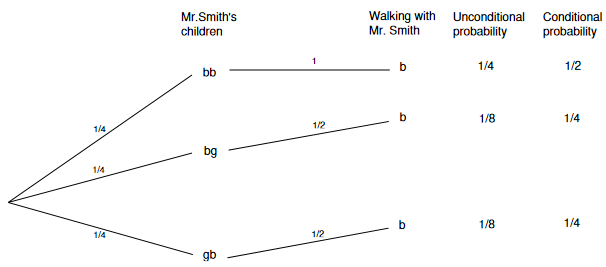 Mr.Smith's children
Walking with Mr. Smith
Unconditional probability
Conditional probability
bb
1
b
1/4
1/2
1/4
bg
1/2
b
1/8
1/4
1/4
1/4
gb
1/2
b
1/8
1/4